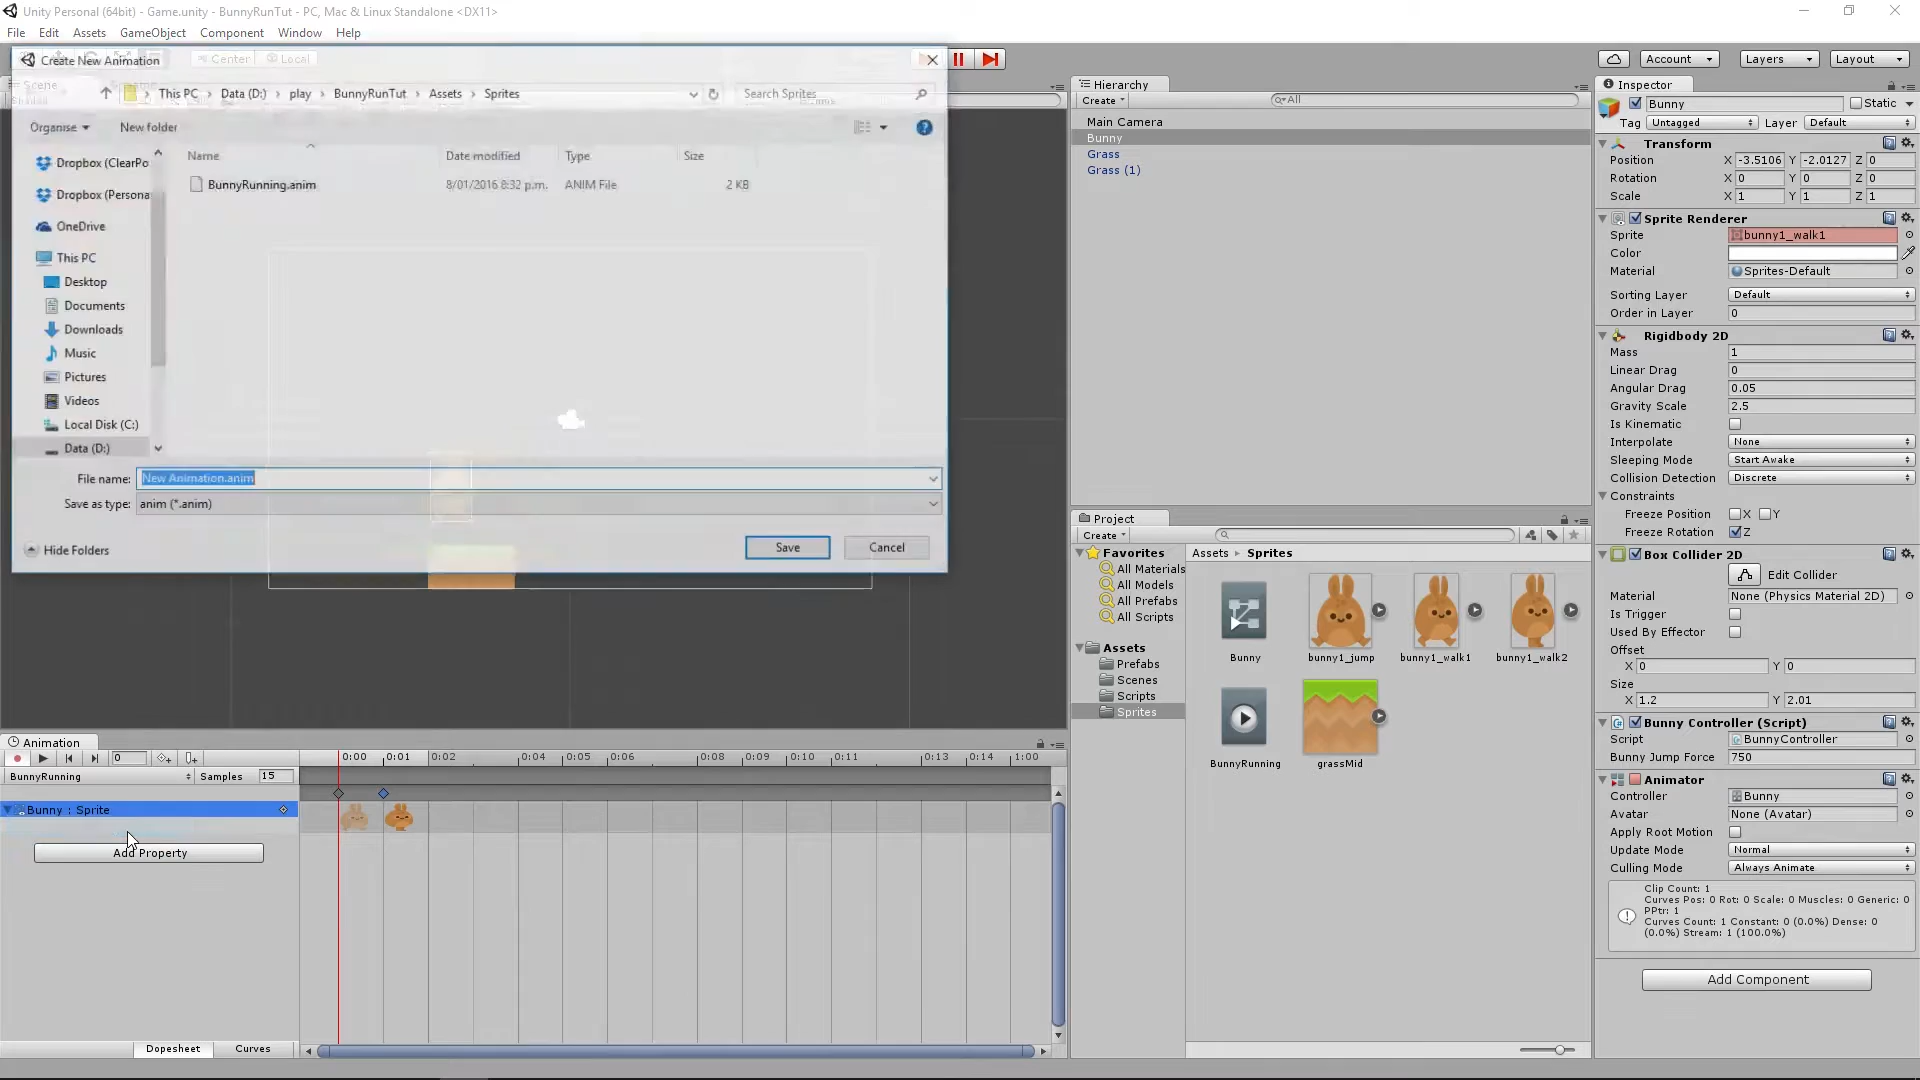 Unity Personal (64bit) - Game.unity - BunnyRunTut - PC, Mac & Linux Standalone <DX11>
File Edit Assets GameObject Component Window Help
Center Local
Account Layers Layout
Create New Animation
This PC Data (D:) play BunnyRunTut Assets Sprites Search Sprites
Organise New folder
Name Date modified Type Size
BunnyRunning.anim 8/01/2016 8:32 p.m. ANIM File 2 KB
Dropbox (ClearPo
Dropbox (Persona
OneDrive
This PC
Desktop
Documents
Downloads
Music
Pictures
Videos
Local Disk (C:)
Data (D:)
File name: New Animation.anim
Save as type: anim (*.anim)
Hide Folders Save Cancel
Scene
Hierarchy
Create All
Main Camera
Bunny
Grass
Grass (1)
Project
Create
Favorites
All Materials
All Models
All Prefabs
All Scripts
Assets
Prefabs
Scenes
Scripts
Sprites
Assets Sprites
Bunny bunny1_jump bunny1_walk1 bunny1_walk2
BunnyRunning grassMid
Inspector
Bunny Static
Tag Untagged Layer Default
Transform
Position X -3.5106 Y -2.0127 Z 0
Rotation X 0 Y 0 Z 0
Scale X 1 Y 1 Z 1
Sprite Renderer
Sprite bunny1_walk1
Color
Material Sprites-Default
Sorting Layer Default
Order in Layer 0
Rigidbody 2D
Mass 1
Linear Drag 0
Angular Drag 0.05
Gravity Scale 2.5
Is Kinematic
Interpolate None
Sleeping Mode Start Awake
Collision Detection Discrete
Constraints
Freeze Position X Y
Freeze Rotation Z
Box Collider 2D
Edit Collider
Material None (Physics Material 2D)
Is Trigger
Used By Effector
Offset
X 0 Y 0
Size
X 1.2 Y 2.01
Bunny Controller (Script)
Script BunnyController
Bunny Jump Force 750
Animator
Controller Bunny
Avatar None (Avatar)
Apply Root Motion
Update Mode Normal
Culling Mode Always Animate
Clip Count: 1
Curves Pos: 0 Rot: 0 Scale: 0 Muscles: 0 Generic: 0
PPtr: 1
Curves Count: 1 Constant: 0 (0.0%) Dense: 0
(0.0%) Stream: 1 (100.0%)
Add Component
Animation
0 0:00 0:01 0:02 0:04 0:05 0:06 0:08 0:09 0:10 0:11 0:13 0:14 1:00
BunnyRunning Samples 15
Bunny : Sprite
Add Property
Dopesheet Curves